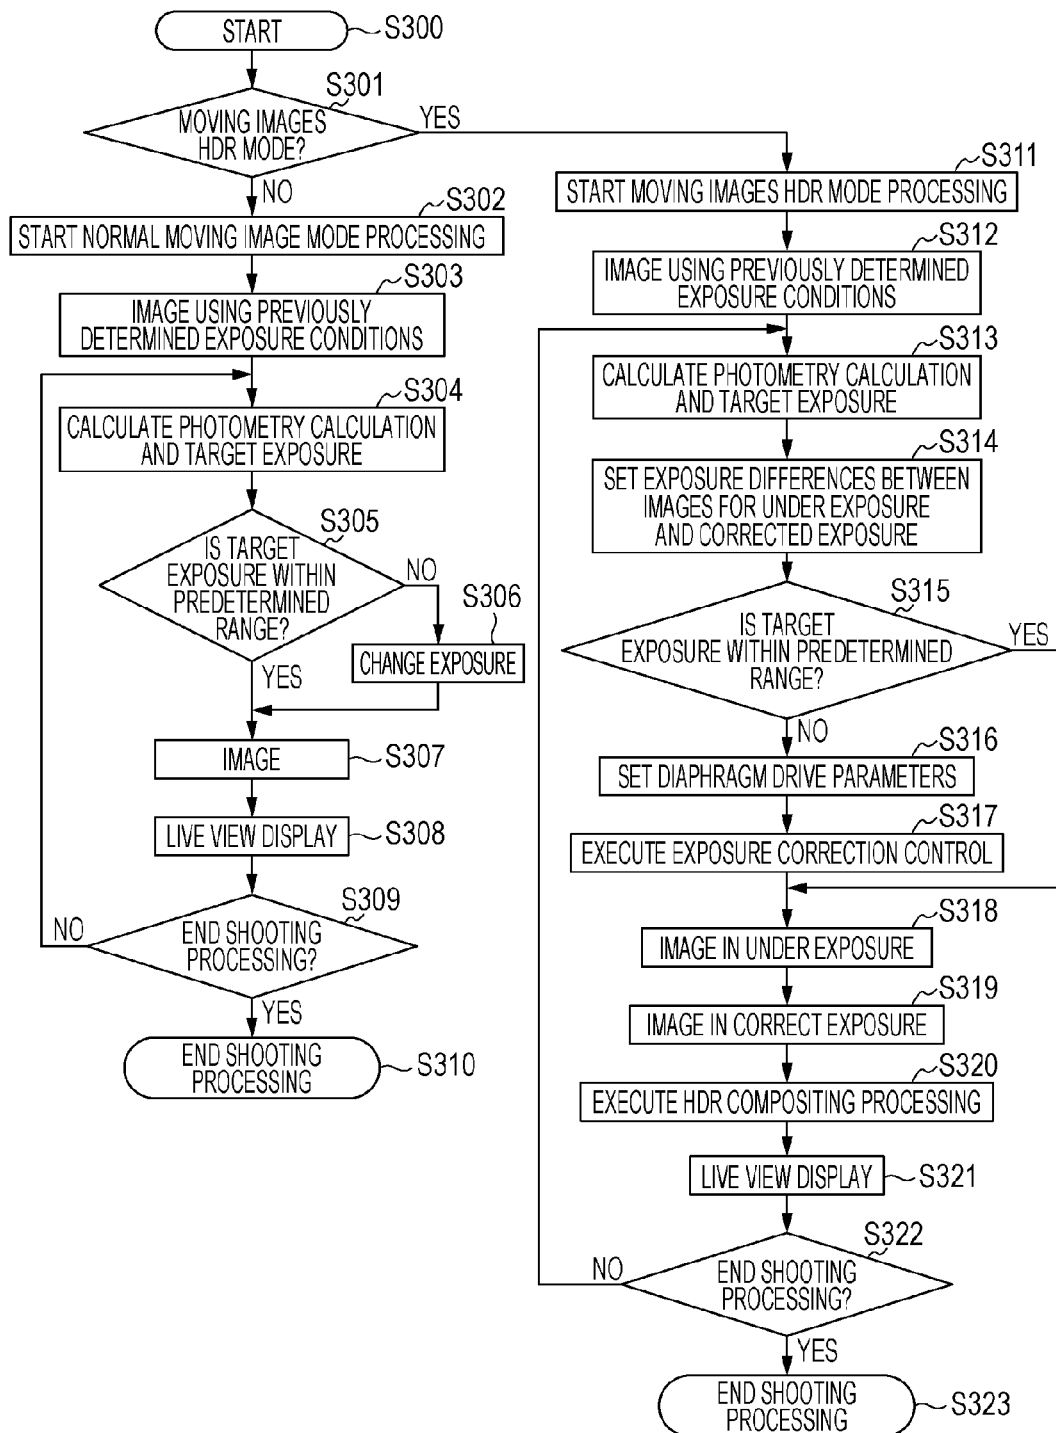 START
S300
S301
MOVING IMAGES
HDR MODE?
YES
NO
S302
START NORMAL MOVING IMAGE MODE PROCESSING
S303
IMAGE USING PREVIOUSLY
DETERMINED EXPOSURE CONDITIONS
S304
CALCULATE PHOTOMETRY CALCULATION
AND TARGET EXPOSURE
S305
IS TARGET
EXPOSURE WITHIN
PREDETERMINED
RANGE?
NO
S306
CHANGE EXPOSURE
YES
IMAGE
S307
LIVE VIEW DISPLAY
S308
S309
NO
END SHOOTING
PROCESSING?
YES
END SHOOTING
PROCESSING
S310
S311
START MOVING IMAGES HDR MODE PROCESSING
S312
IMAGE USING PREVIOUSLY DETERMINED
EXPOSURE CONDITIONS
S313
CALCULATE PHOTOMETRY CALCULATION
AND TARGET EXPOSURE
S314
SET EXPOSURE DIFFERENCES BETWEEN
IMAGES FOR UNDER EXPOSURE
AND CORRECTED EXPOSURE
S315
IS TARGET
EXPOSURE WITHIN PREDETERMINED
RANGE?
YES
NO
S316
SET DIAPHRAGM DRIVE PARAMETERS
S317
EXECUTE EXPOSURE CORRECTION CONTROL
S318
IMAGE IN UNDER EXPOSURE
S319
IMAGE IN CORRECT EXPOSURE
S320
EXECUTE HDR COMPOSITING PROCESSING
LIVE VIEW DISPLAY
S321
S322
NO
END SHOOTING
PROCESSING?
YES
END SHOOTING
PROCESSING
S323